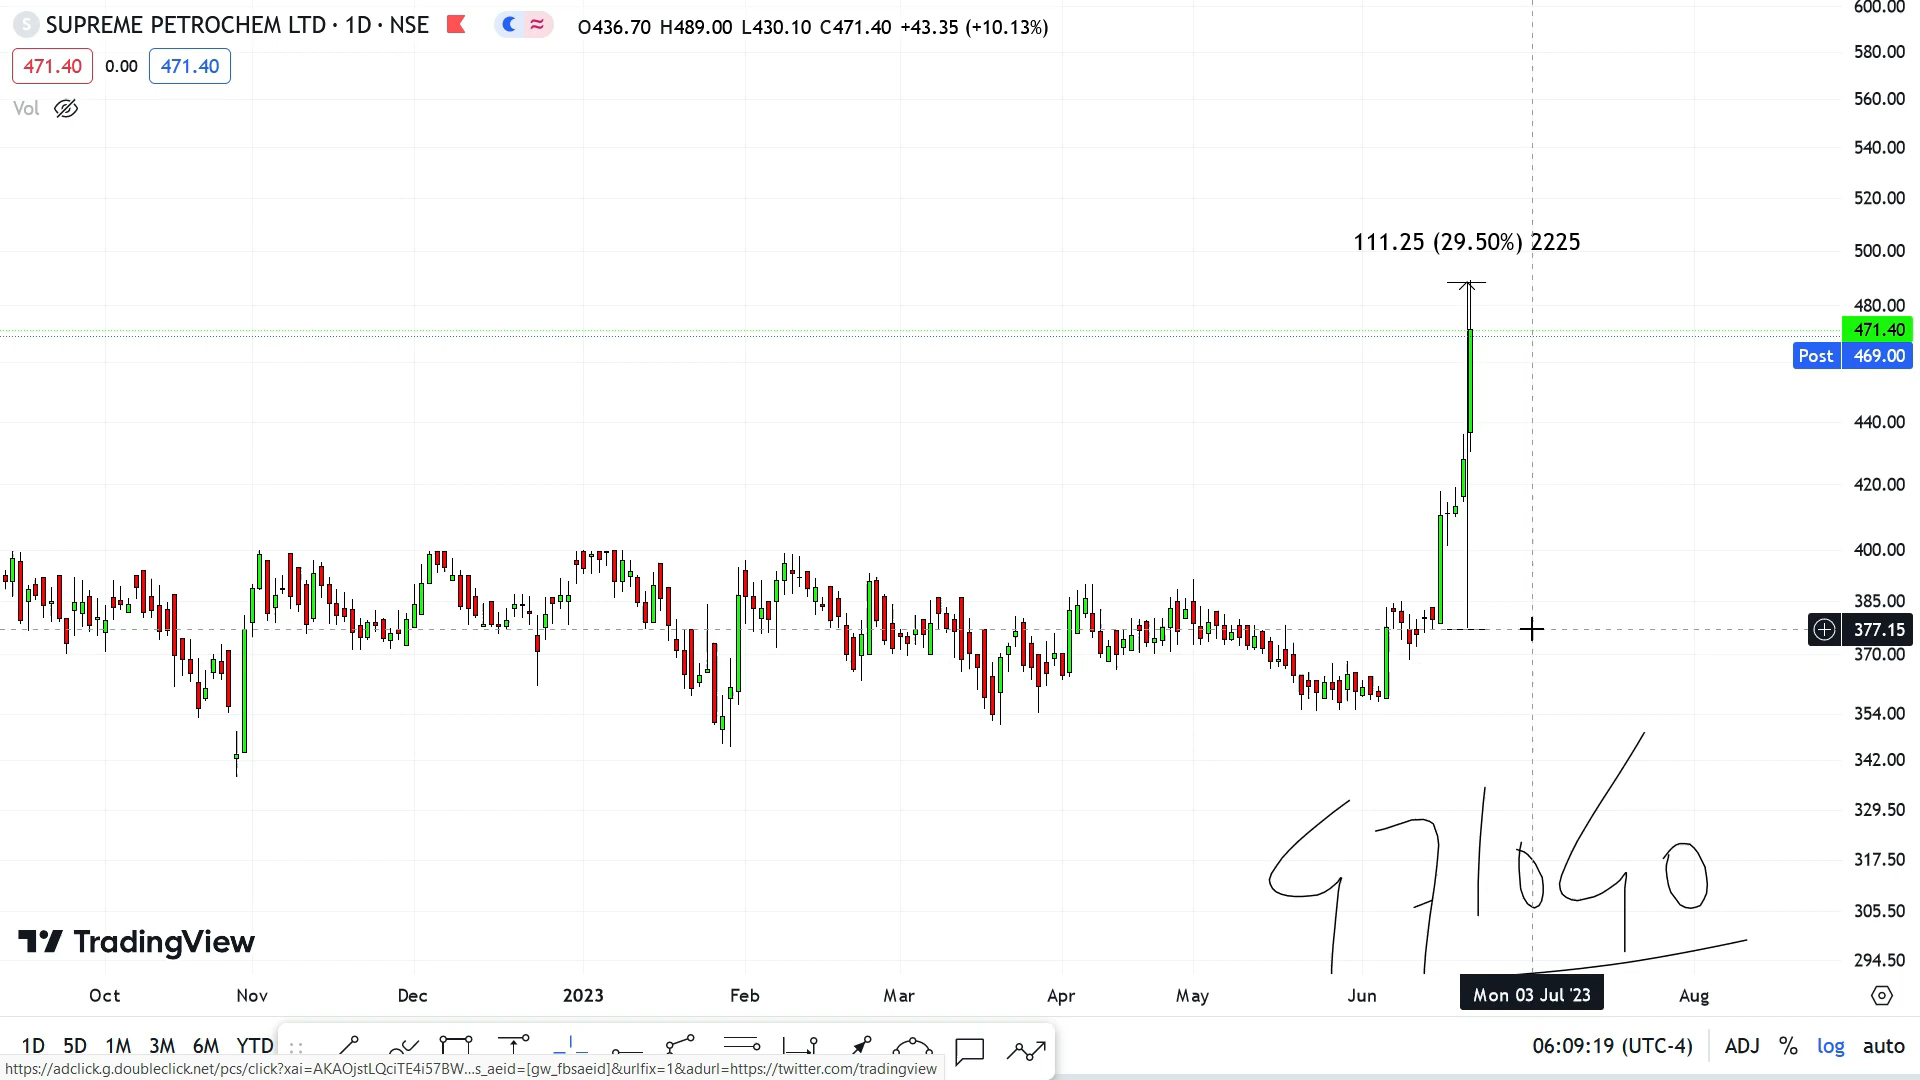 S SUPREME PETROCHEM LTD · 1D · NSE O436.70 H489.00 L430.10 C471.40 +43.35 (+10.13%)
471.40 0.00 471.40
Vol
600.00
580.00
560.00
540.00
520.00
500.00
480.00
471.40
Post 469.00
440.00
420.00
400.00
385.00
377.15
370.00
354.00
342.00
329.50
317.50
305.50
294.50
111.25 (29.50%) 2225
471040
TradingView
Oct Nov Dec 2023 Feb Mar Apr May Jun Mon 03 Jul '23 Aug
1D 5D 1M 3M 6M YTD 06:09:19 (UTC-4) ADJ % log auto
https://adclick.g.doubleclick.net/pcs/click?xai=AKAOjstLQciTE4i57BW...s_aeid=[gw_fbsaeid]&urlfix=1&adurl=https://twitter.com/tradingview